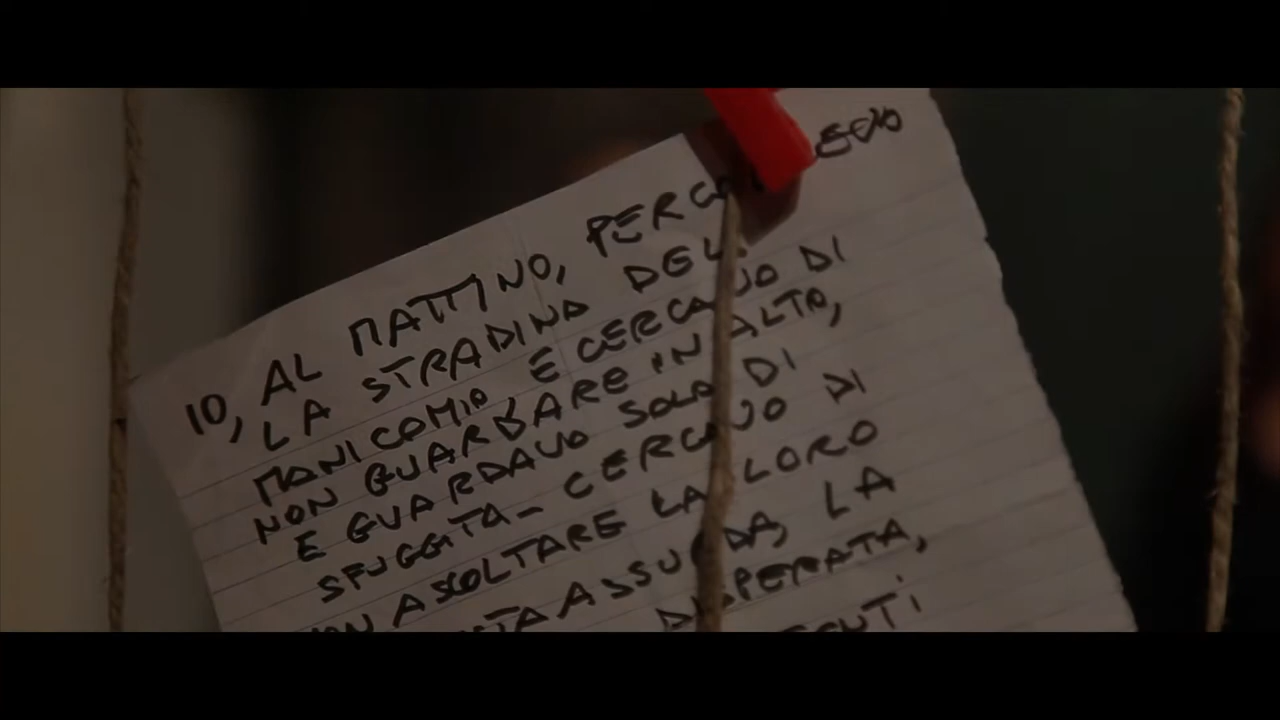 IO, AL MATTINO, PERCORREVO
LA STRADINA DEL
MANICOMIO E CERCAVO DI
NON GUARDARE IN ALTO,
E GUARDAVO SOLO DI
SFUGGITA- CERCAVO DI
NON ASCOLTARE LA LORO
ASSURDA, LA
DISPERATA,